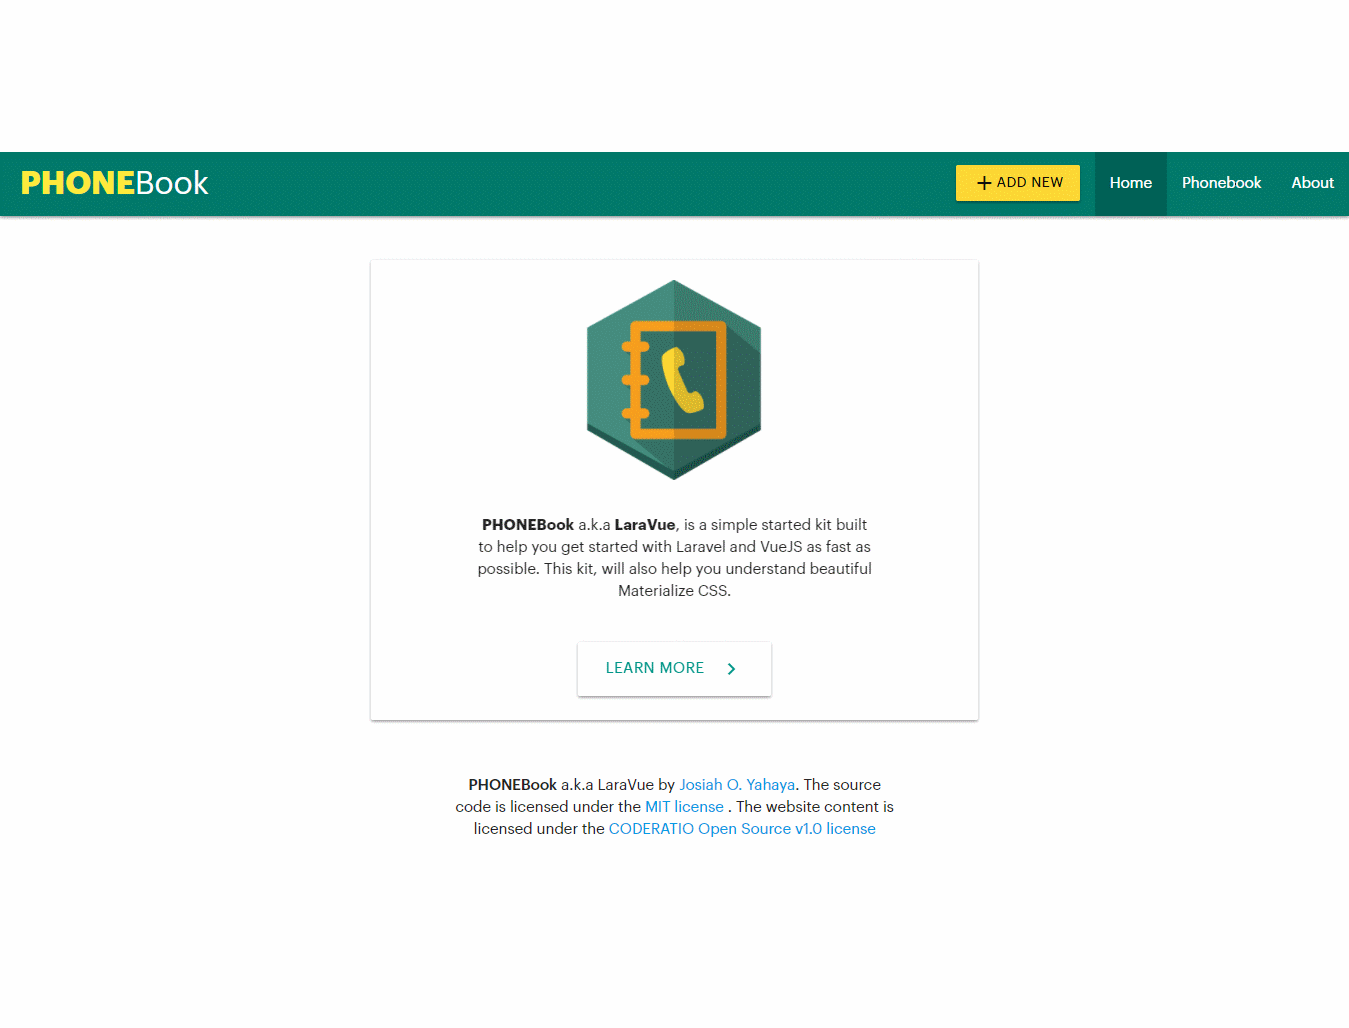 PHONEBook
ADD NEW
Home
Phonebook
About
PHONEBook a.k.a LaraVue, is a simple started kit built
to help you get started with Laravel and VueJS as fast as
possible. This kit, will also help you understand beautiful
Materialize CSS.
LEARN MORE
PHONEBook a.k.a LaraVue by Josiah O. Yahaya. The source
code is licensed under the MIT license . The website content is
licensed under the CODERATIO Open Source v1.0 license